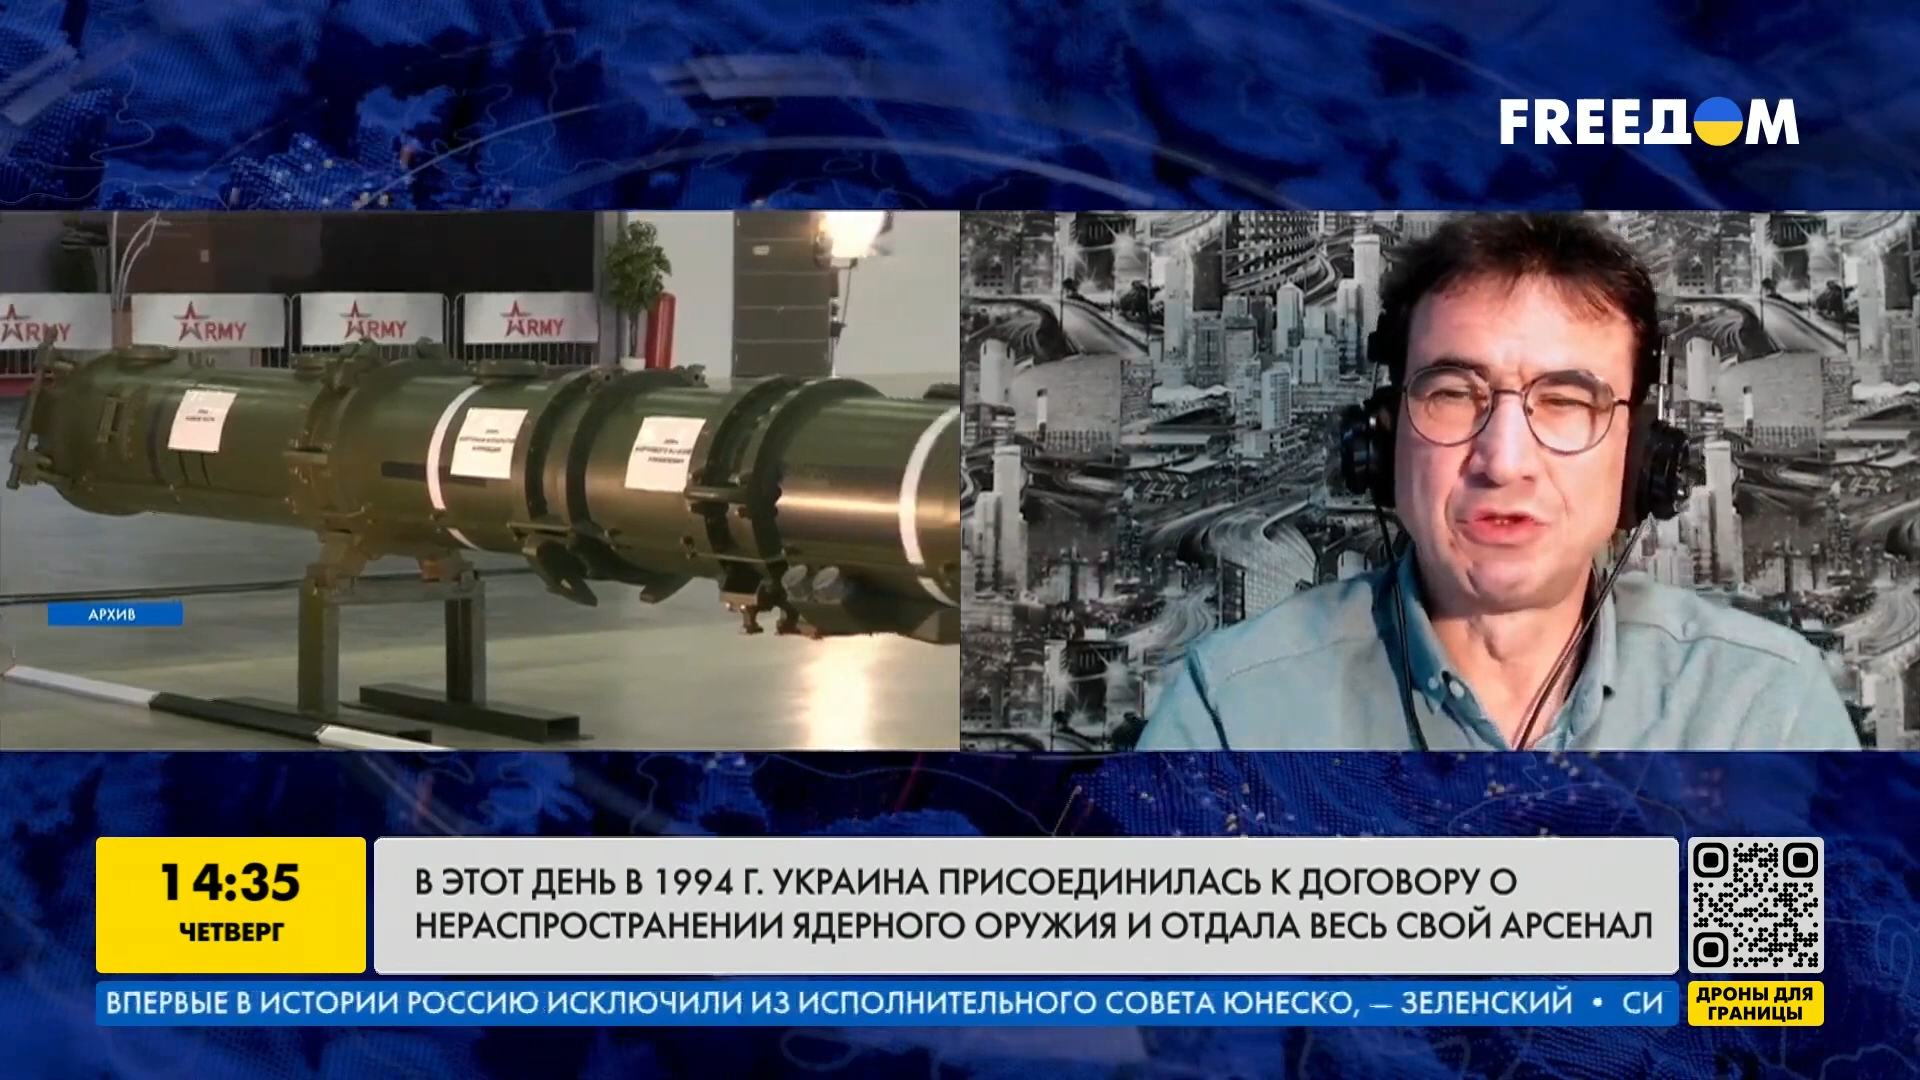 FREEДOM
ARMY
ARMY
ARMY
ARMY
АРХИВ
14:35
ЧЕТВЕРГ
В ЭТОТ ДЕНЬ В 1994 Г. УКРАИНА ПРИСОЕДИНИЛАСЬ К ДОГОВОРУ О
НЕРАСПРОСТРАНЕНИИ ЯДЕРНОГО ОРУЖИЯ И ОТДАЛА ВЕСЬ СВОЙ АРСЕНАЛ
ВПЕРВЫЕ В ИСТОРИИ РОССИЮ ИСКЛЮЧИЛИ ИЗ ИСПОЛНИТЕЛЬНОГО СОВЕТА ЮНЕСКО, — ЗЕЛЕНСКИЙ • СИ
ДРОНЫ ДЛЯ
ГРАНИЦЫ